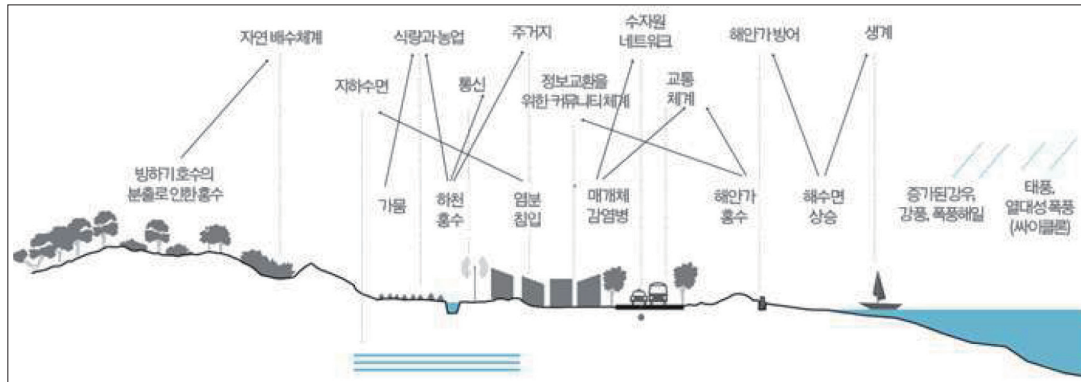 자연 배수체계
식량과 농업
주거지
수자원
네트워크
해안가 방어
생계
지하수면
통신
정보교환을
위한 커뮤니티 체계
교통
체계
빙하기 호수의
분출로 인한 홍수
가뭄
하천
홍수
염분
침입
매개체
감염병
해안가
홍수
해수면
상승
증가된 강우,
강풍, 폭풍해일
태풍,
열대성 폭풍
(싸이클론)